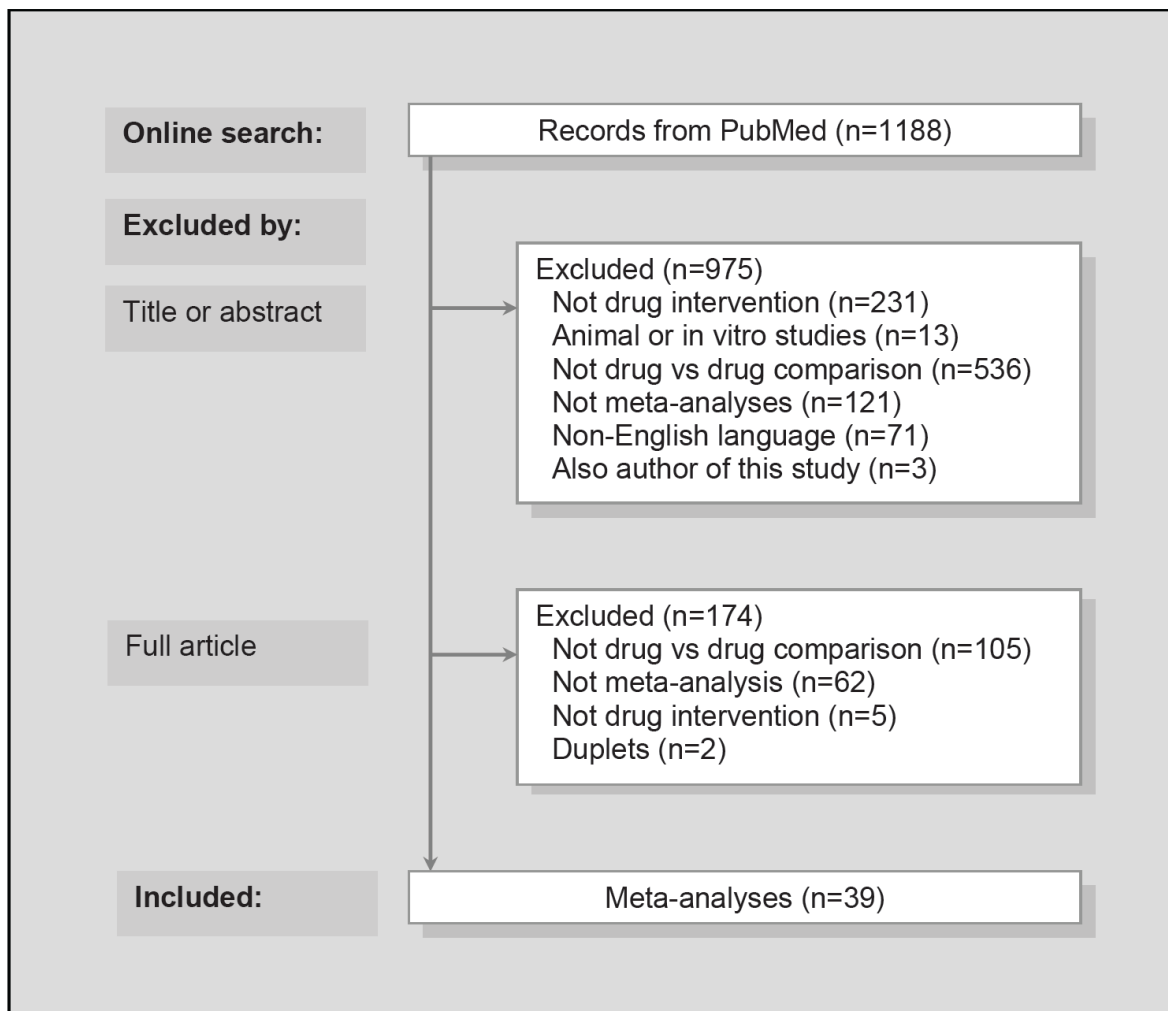 Online search:
Records from PubMed (n=1188)
Excluded by:
Title or abstract
Excluded (n=975)
Not drug intervention (n=231)
Animal or in vitro studies (n=13)
Not drug vs drug comparison (n=536)
Not meta-analyses (n=121)
Non-English language (n=71)
Also author of this study (n=3)
Full article
Excluded (n=174)
Not drug vs drug comparison (n=105)
Not meta-analysis (n=62)
Not drug intervention (n=5)
Duplets (n=2)
Included:
Meta-analyses (n=39)